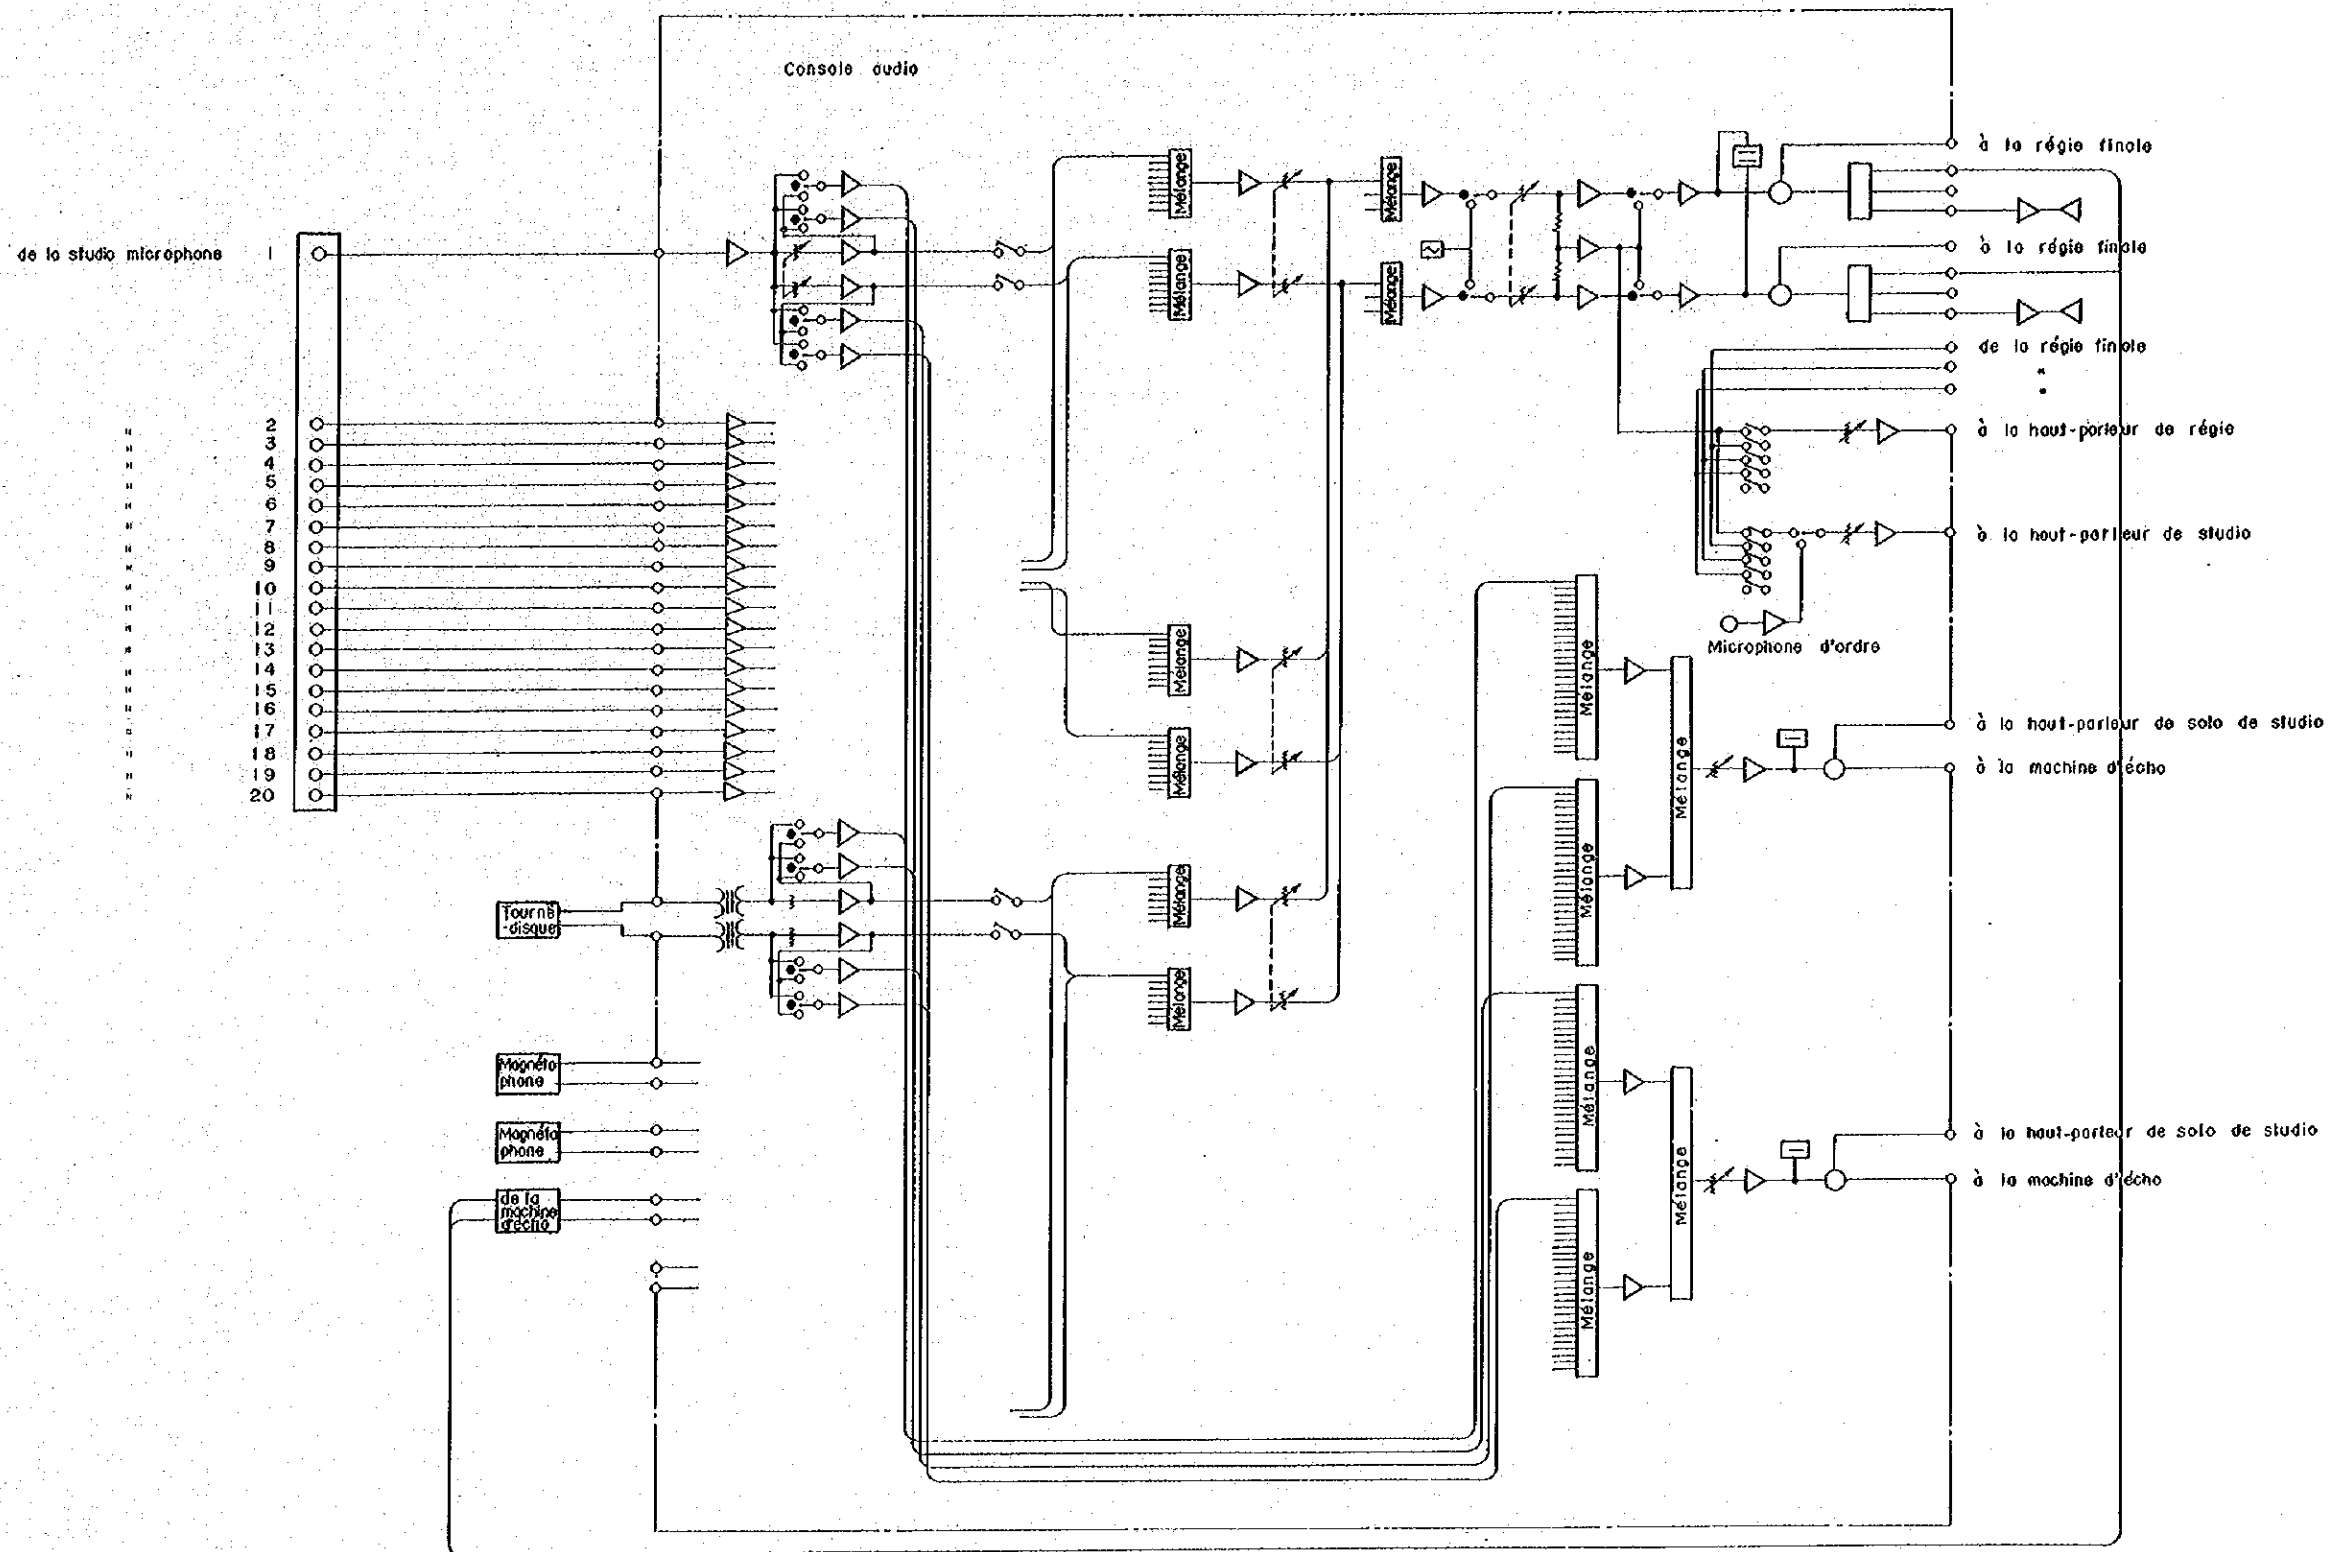 Console audio
à la régie finale
de la studio microphone 1
à la régie finale
de la régie finale
"
"
à la haut-parleur de régie
à la haut-parleur de studio
Microphone d'ordre
" 2
" 3
" 4
" 5
" 6
" 7
" 8
" 9
" 10
" 11
" 12
" 13
" 14
" 15
" 16
" 17
" 18
" 19
" 20
Mélange
Mélange
Mélange
Mélange
Mélange
Mélange
Mélange
Mélange
Mélange
Mélange
Mélange
Mélange
Mélange
Mélange
à la haut-parleur de solo de studio
à la machine d'écho
Tourne
-disque
Magnéto
phone
Magnéto
phone
de la
machine
d'écho
à la haut-parleur de solo de studio
à la machine d'écho